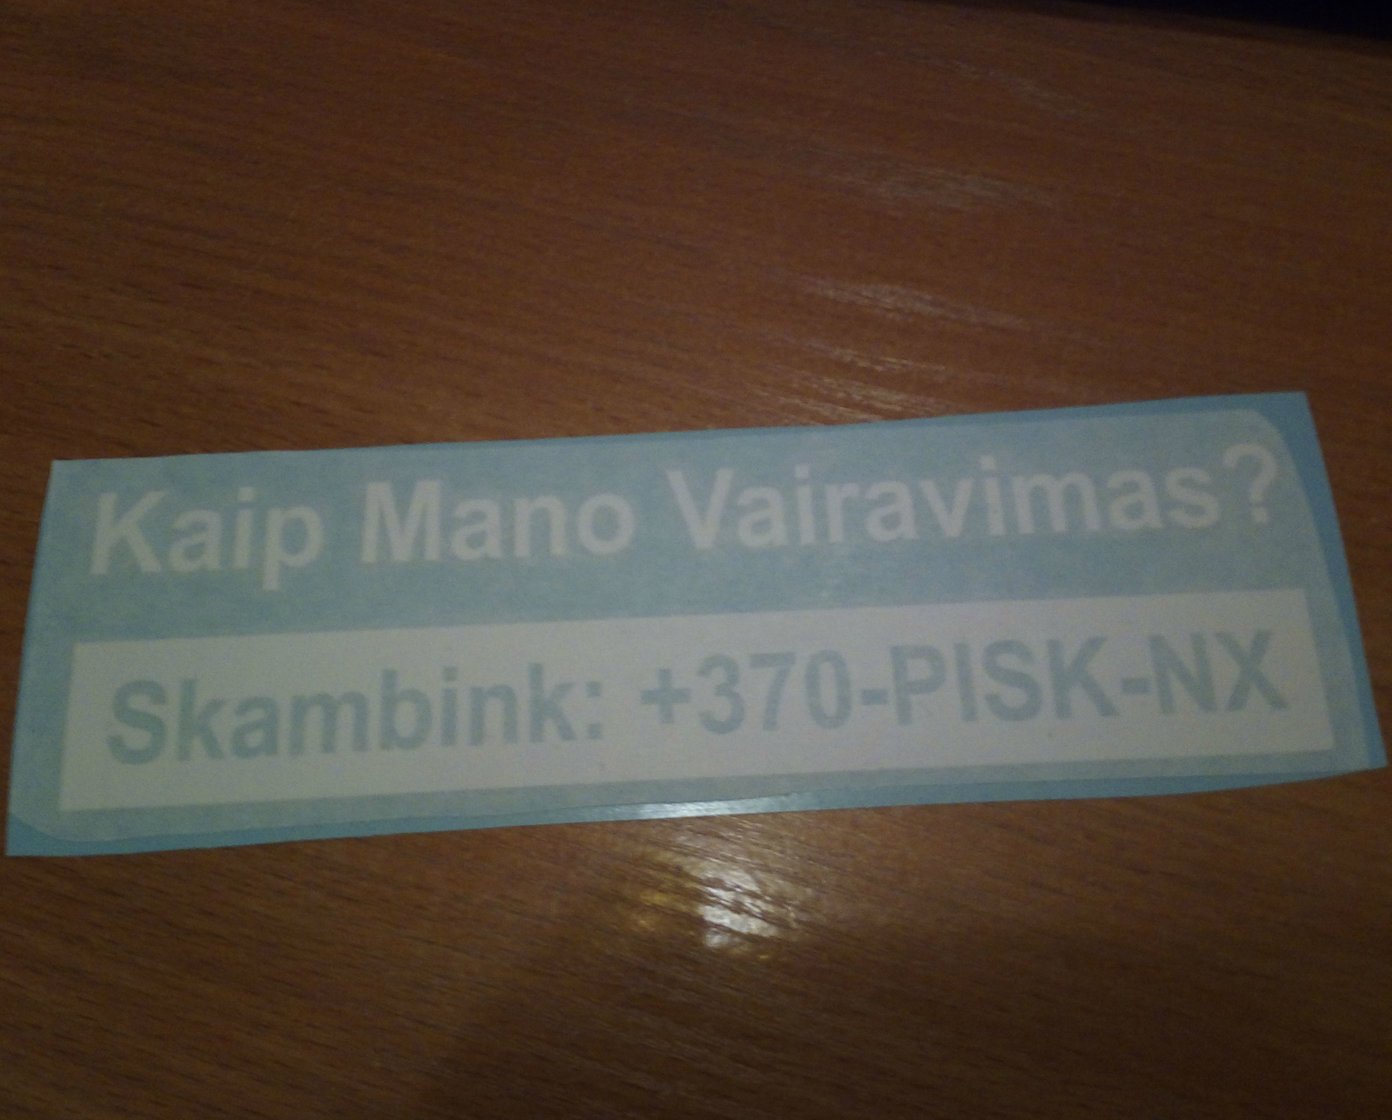 Kaip Mano Vairavimas?
Skambink: +370-PISK-NX